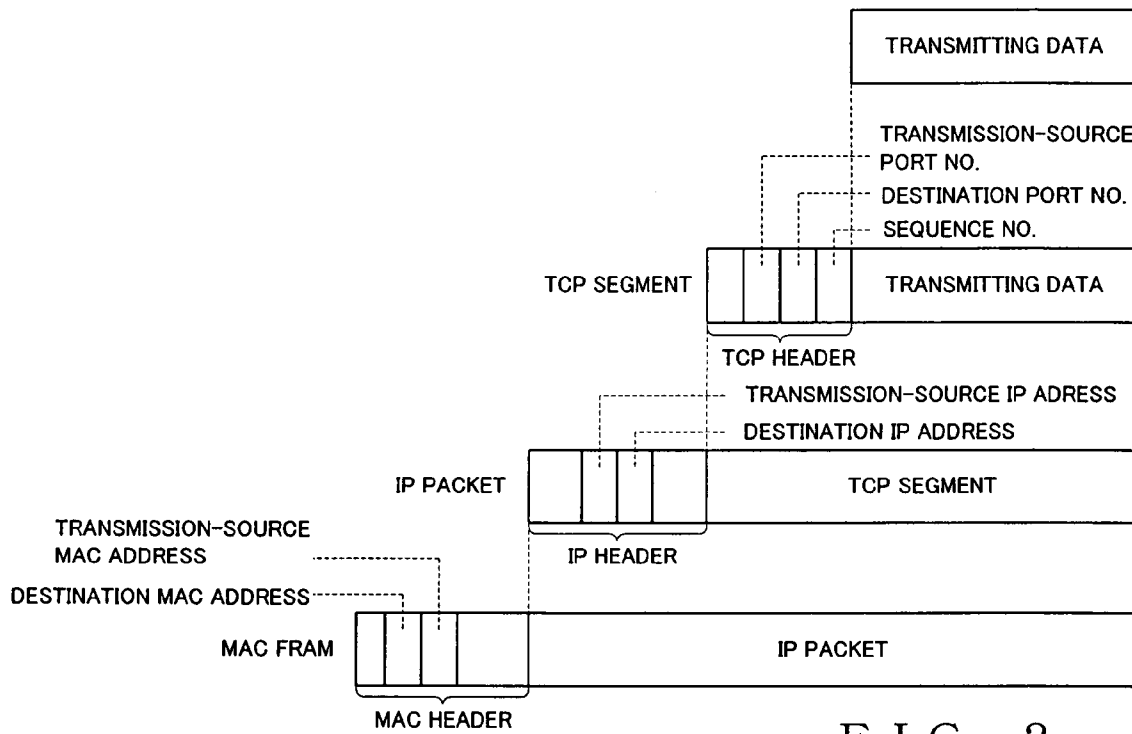 TRANSMITTING DATA
TRANSMISSION-SOURCE
PORT NO.
DESTINATION PORT NO.
SEQUENCE NO.
TCP SEGMENT
TRANSMITTING DATA
TCP HEADER
TRANSMISSION-SOURCE IP ADRESS
DESTINATION IP ADDRESS
IP PACKET
TCP SEGMENT
IP HEADER
TRANSMISSION-SOURCE
MAC ADDRESS
DESTINATION MAC ADDRESS
MAC FRAM
IP PACKET
MAC HEADER